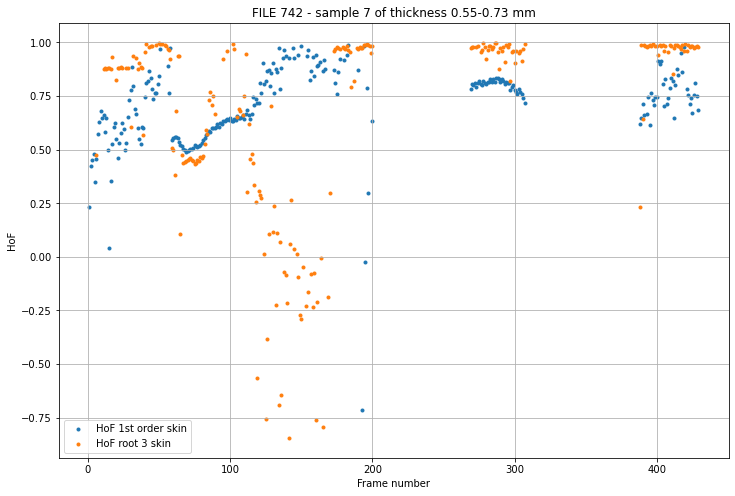 FILE 742 - sample 7 of thickness 0.55-0.73 mm
HoF
1.00
0.75
0.50
0.25
0.00
−0.25
−0.50
−0.75
HoF 1st order skin
HoF root 3 skin
0 100 200 300 400
Frame number